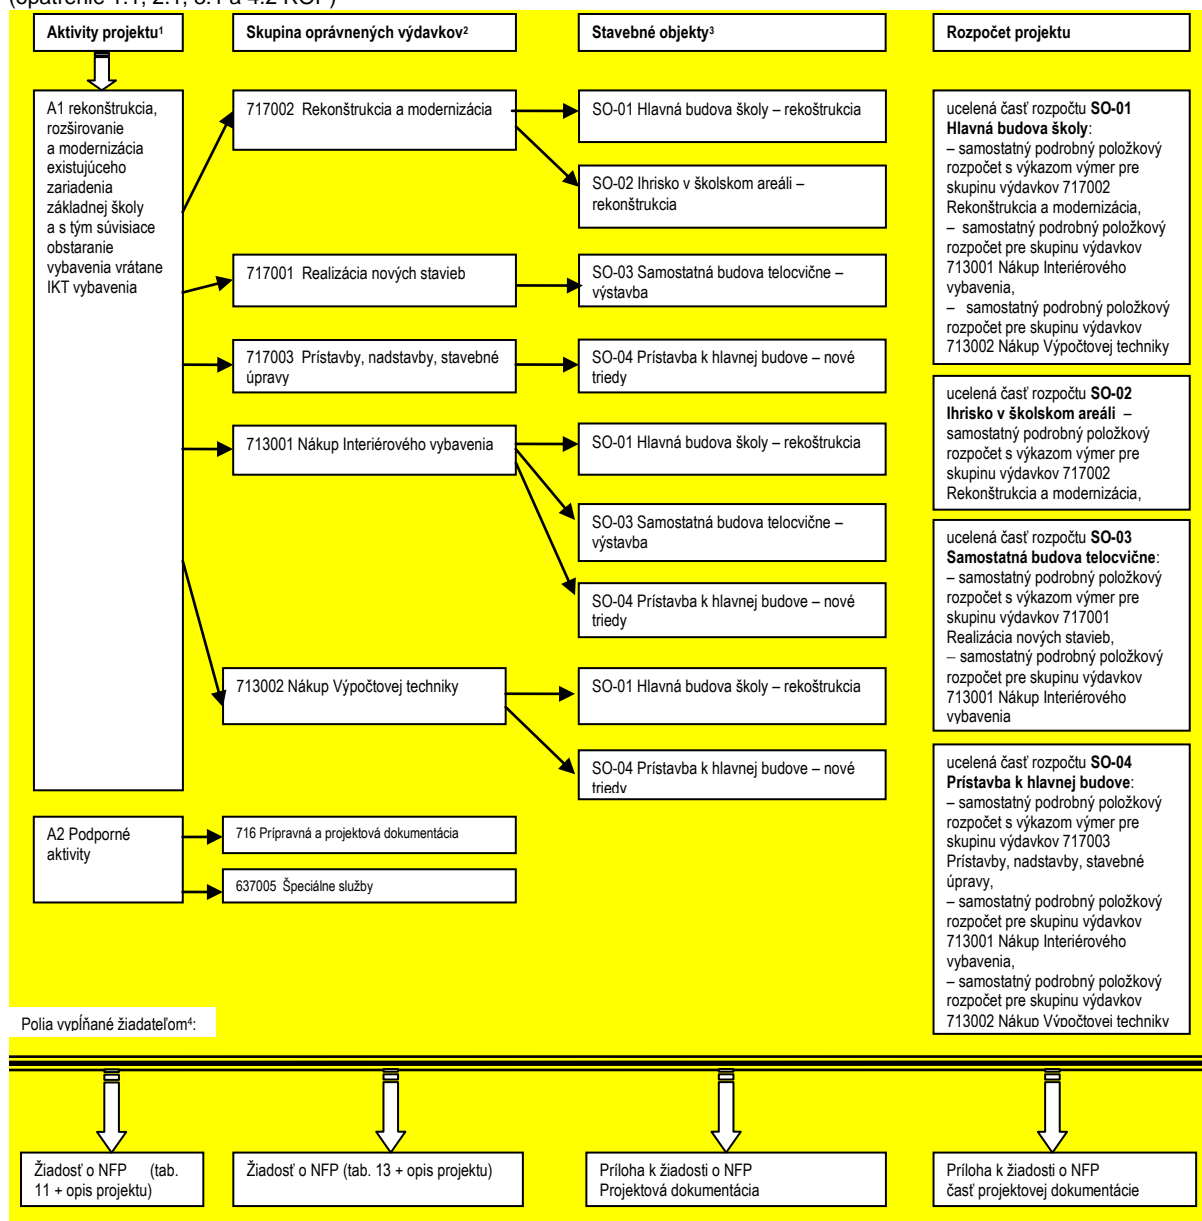 Aktivity projektu¹
Skupina oprávnených výdavkov²
Stavebné objekty³
Rozpočet projektu
A1 rekonštrukcia,
rozširovanie
a modernizácia
existujúceho
zariadenia
základnej školy
a s tým súvisiace
obstaranie
vybavenia vrátane
IKT vybavenia
717002 Rekonštrukcia a modernizácia
SO-01 Hlavná budova školy – rekoštrukcia
SO-02 Ihrisko v školskom areáli –
rekonštrukcia
717001 Realizácia nových stavieb
SO-03 Samostatná budova telocvične –
výstavba
717003 Prístavby, nadstavby, stavebné
úpravy
SO-04 Prístavba k hlavnej budove – nové
triedy
713001 Nákup Interiérového vybavenia
SO-01 Hlavná budova školy – rekoštrukcia
SO-03 Samostatná budova telocvične –
výstavba
SO-04 Prístavba k hlavnej budove – nové
triedy
713002 Nákup Výpočtovej techniky
SO-01 Hlavná budova školy – rekoštrukcia
SO-04 Prístavba k hlavnej budove – nové
triedy
A2 Podporné
aktivity
716 Prípravná a projektová dokumentácia
637005 Špeciálne služby
ucelená časť rozpočtu SO-01
Hlavná budova školy:
– samostatný podrobný položkový
rozpočet s výkazom výmer pre
skupinu výdavkov 717002
Rekonštrukcia a modernizácia,
– samostatný podrobný položkový
rozpočet pre skupinu výdavkov
713001 Nákup Interiérového
vybavenia,
– samostatný podrobný položkový
rozpočet pre skupinu výdavkov
713002 Nákup Výpočtovej techniky
ucelená časť rozpočtu SO-02
Ihrisko v školskom areáli –
samostatný podrobný položkový
rozpočet s výkazom výmer pre
skupinu výdavkov 717002
Rekonštrukcia a modernizácia,
ucelená časť rozpočtu SO-03
Samostatná budova telocvične:
– samostatný podrobný položkový
rozpočet s výkazom výmer pre
skupinu výdavkov 717001
Realizácia nových stavieb,
– samostatný podrobný položkový
rozpočet pre skupinu výdavkov
713001 Nákup Interiérového
vybavenia
ucelená časť rozpočtu SO-04
Prístavba k hlavnej budove:
– samostatný podrobný položkový
rozpočet s výkazom výmer pre
skupinu výdavkov 717003
Prístavby, nadstavby, stavebné
úpravy,
– samostatný podrobný položkový
rozpočet pre skupinu výdavkov
713001 Nákup Interiérového
vybavenia,
– samostatný podrobný položkový
rozpočet pre skupinu výdavkov
713002 Nákup Výpočtovej techniky
Polia vypĺňané žiadateľom⁴:
Žiadosť o NFP (tab.
11 + opis projektu)
Žiadosť o NFP (tab. 13 + opis projektu)
Príloha k žiadosti o NFP
Projektová dokumentácia
Príloha k žiadosti o NFP
časť projektovej dokumentácie